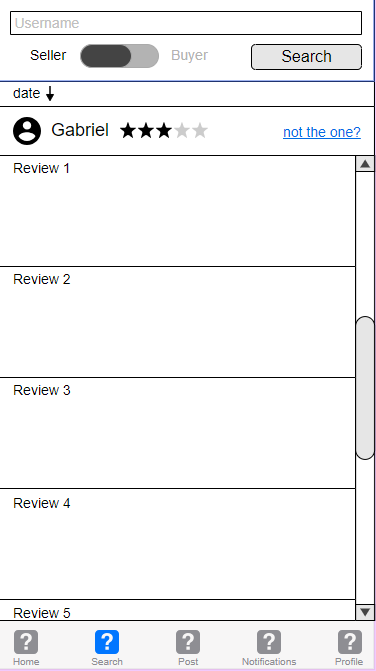 Username
Seller Buyer Search
date
Gabriel not the one?
Review 1
Review 2
Review 3
Review 4
Review 5
? ? ? ? ?
Home Search Post Notifications Profile